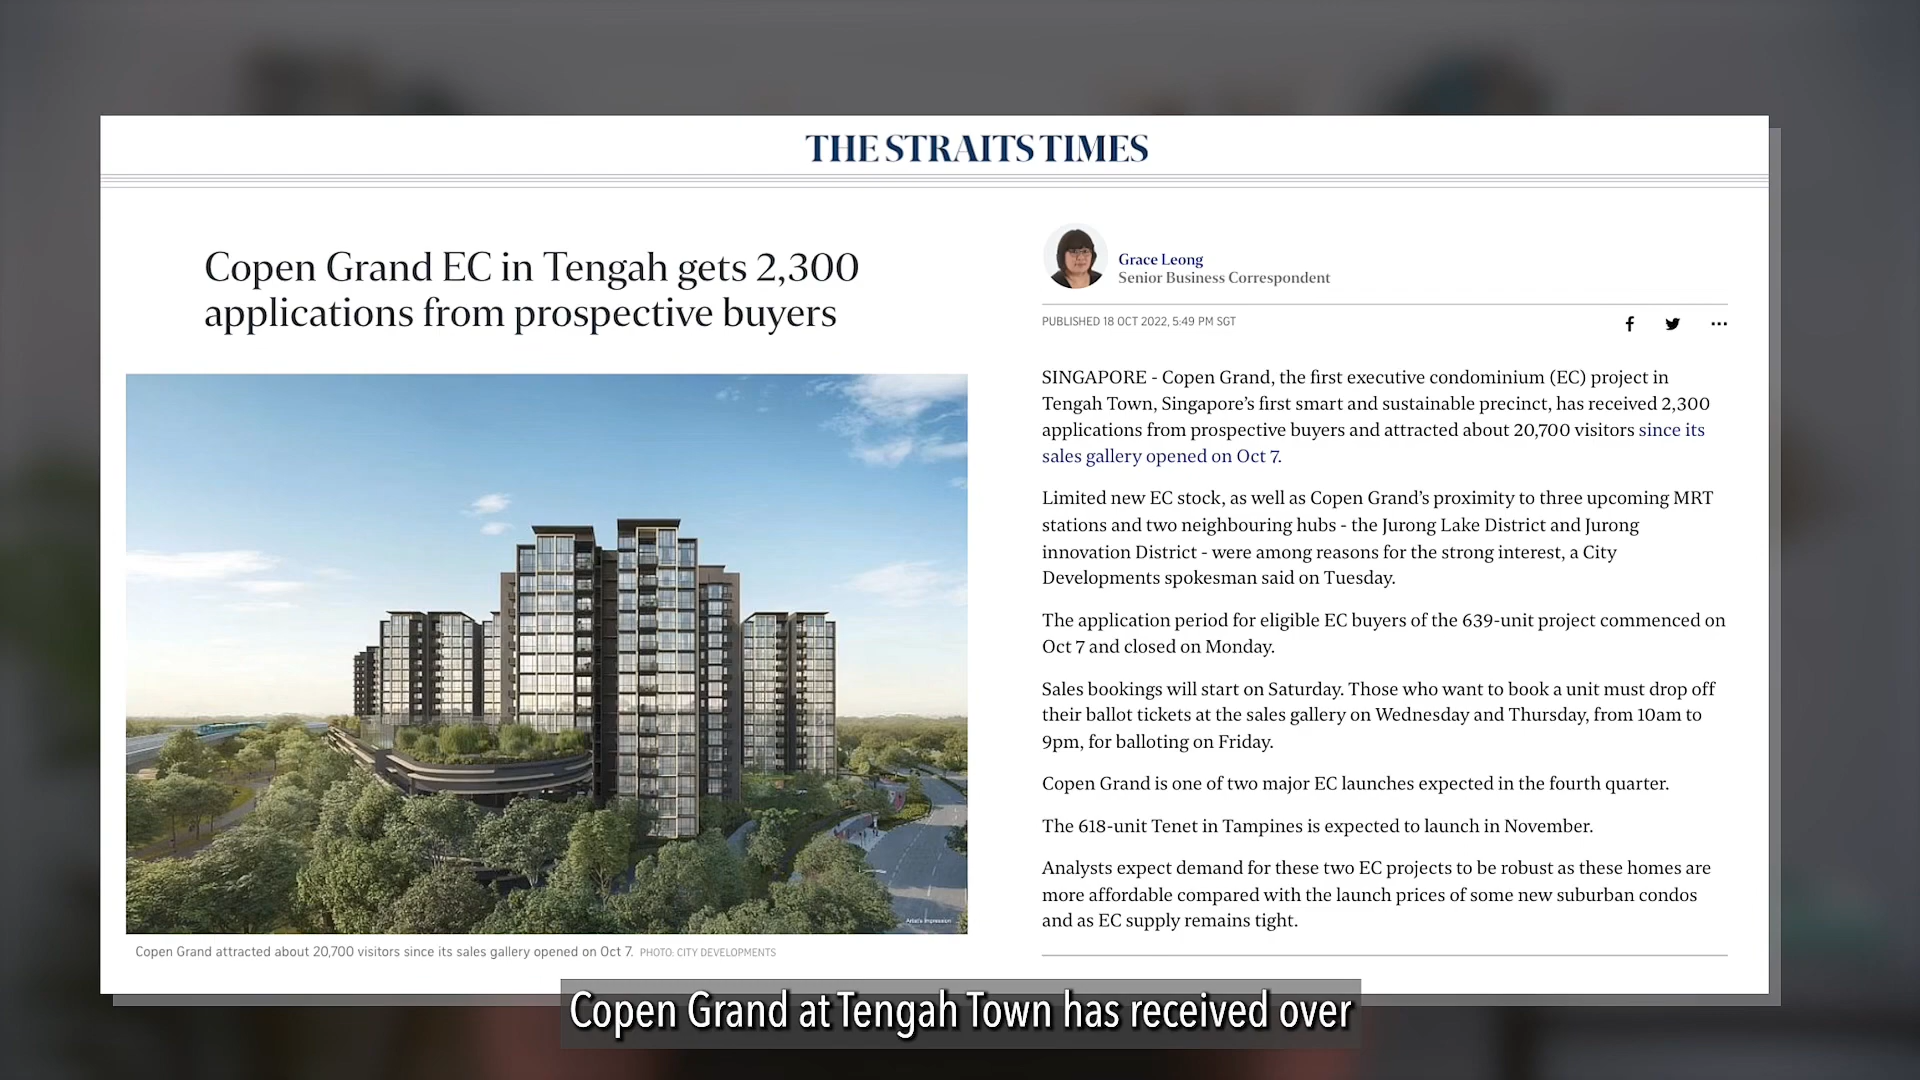 THE STRAITS TIMES
Copen Grand EC in Tengah gets 2,300
applications from prospective buyers
Artist's Impression
Copen Grand attracted about 20,700 visitors since its sales gallery opened on Oct 7. PHOTO: CITY DEVELOPMENTS
Grace Leong
Senior Business Correspondent
PUBLISHED 18 OCT 2022, 5:49 PM SGT
SINGAPORE - Copen Grand, the first executive condominium (EC) project in
Tengah Town, Singapore's first smart and sustainable precinct, has received 2,300
applications from prospective buyers and attracted about 20,700 visitors since its
sales gallery opened on Oct 7.
Limited new EC stock, as well as Copen Grand's proximity to three upcoming MRT
stations and two neighbouring hubs - the Jurong Lake District and Jurong
innovation District - were among reasons for the strong interest, a City
Developments spokesman said on Tuesday.
The application period for eligible EC buyers of the 639-unit project commenced on
Oct 7 and closed on Monday.
Sales bookings will start on Saturday. Those who want to book a unit must drop off
their ballot tickets at the sales gallery on Wednesday and Thursday, from 10am to
9pm, for balloting on Friday.
Copen Grand is one of two major EC launches expected in the fourth quarter.
The 618-unit Tenet in Tampines is expected to launch in November.
Analysts expect demand for these two EC projects to be robust as these homes are
more affordable compared with the launch prices of some new suburban condos
and as EC supply remains tight.
Copen Grand at Tengah Town has received over